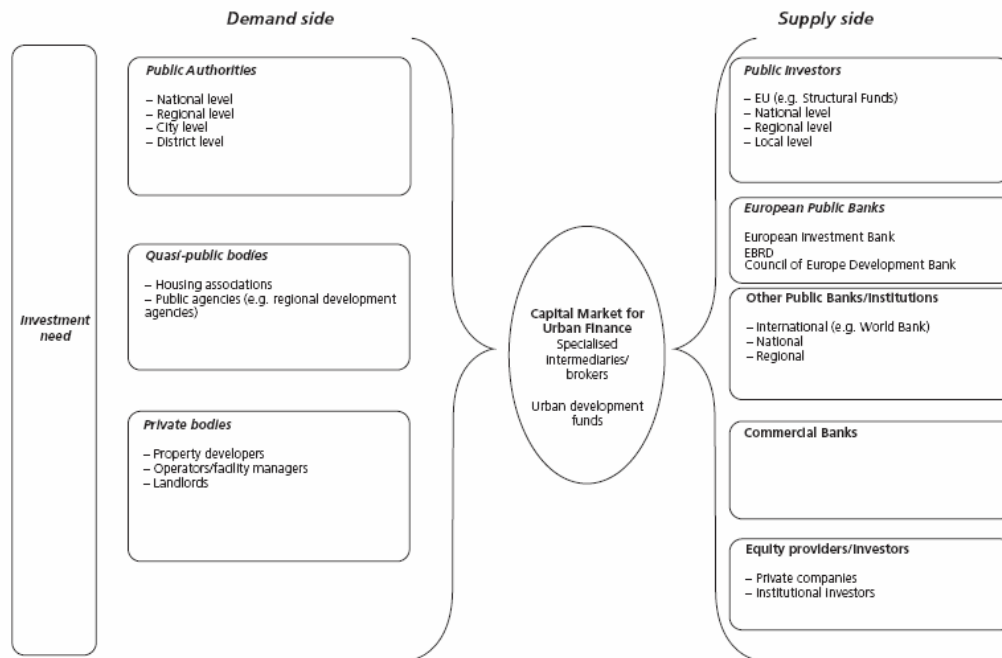 Demand side
Supply side
Investment
need
Public Authorities
– National level
– Regional level
– City level
– District level
Quasi-public bodies
– Housing associations
– Public agencies (e.g. regional development
agencies)
Private bodies
– Property developers
– Operators/facility managers
– Landlords
Capital Market for
Urban Finance
Specialised
intermediaries/
brokers
Urban development
funds
Public Investors
– EU (e.g. Structural Funds)
– National level
– Regional level
– Local level
European Public Banks
European Investment Bank
EBRD
Council of Europe Development Bank
Other Public Banks/Institutions
– International (e.g. World Bank)
– National
– Regional
Commercial Banks
Equity providers/Investors
– Private companies
– Institutional investors